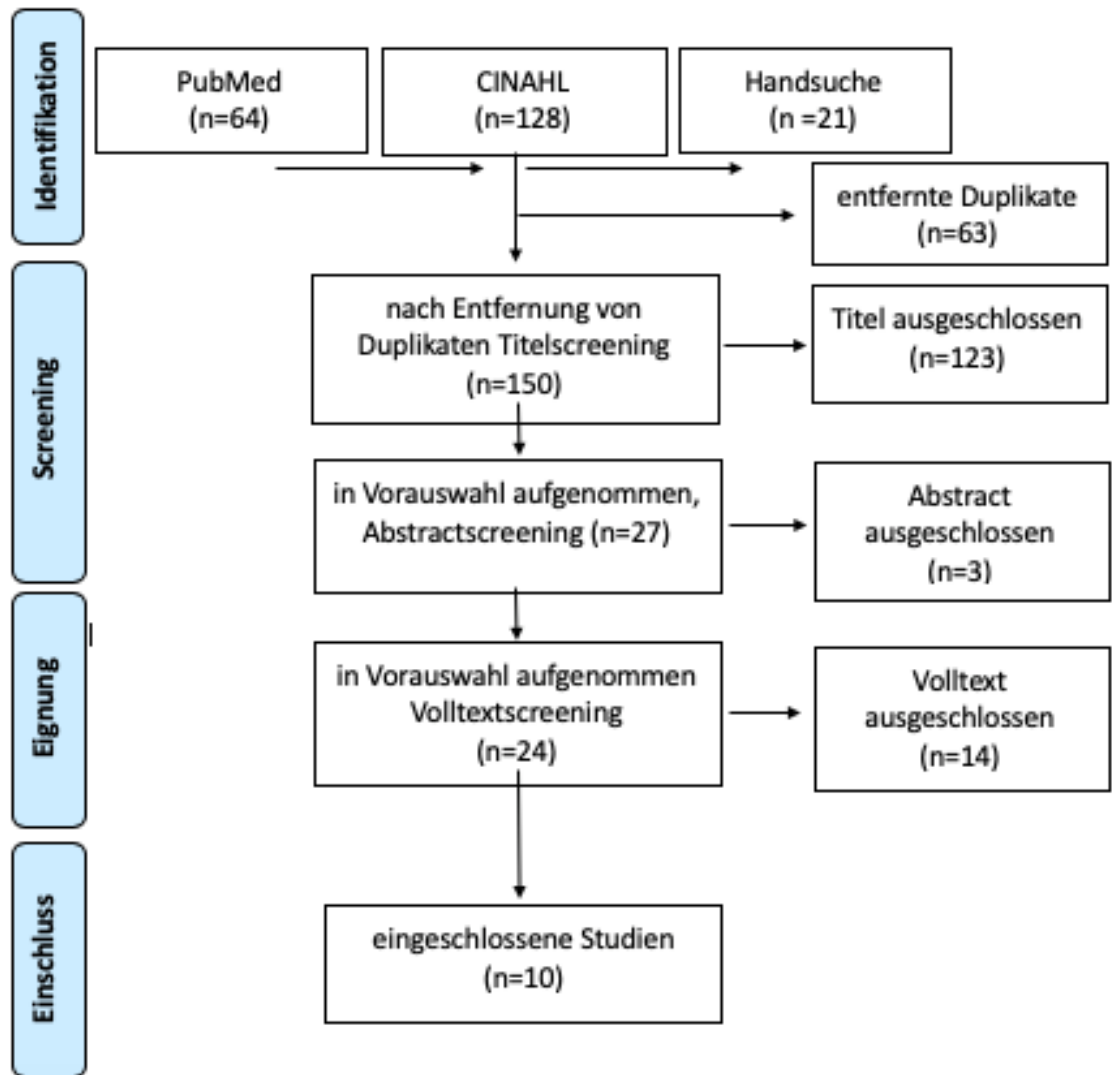 Identifikation
PubMed
(n=64)
CINAHL
(n=128)
Handsuche
(n =21)
entfernte Duplikate
(n=63)
Screening
nach Entfernung von
Duplikaten Titelscreening
(n=150)
Titel ausgeschlossen
(n=123)
in Vorauswahl aufgenommen,
Abstractscreening (n=27)
Abstract
ausgeschlossen
(n=3)
Eignung
in Vorauswahl aufgenommen
Volltextscreening
(n=24)
Volltext
ausgeschlossen
(n=14)
Einschluss
eingeschlossene Studien
(n=10)